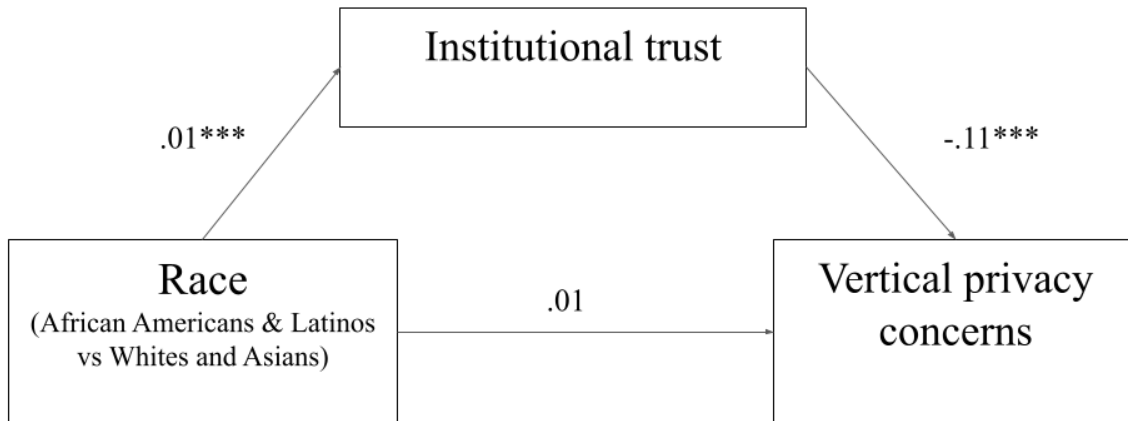 Institutional trust
.01***
-.11***
Race
(African Americans & Latinos
vs Whites and Asians)
.01
Vertical privacy
concerns